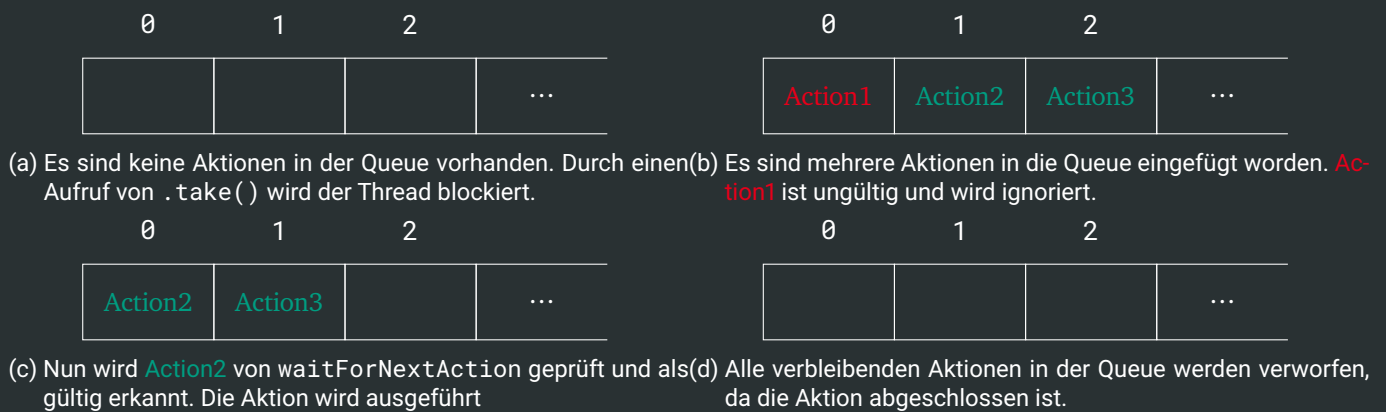 0 1 2
...
(a) Es sind keine Aktionen in der Queue vorhanden. Durch einen
Aufruf von .take() wird der Thread blockiert.
0 1 2
Action1 Action2 Action3 ...
(b) Es sind mehrere Aktionen in die Queue eingefügt worden. Ac-
tion1 ist ungültig und wird ignoriert.
0 1 2
Action2 Action3 ...
(c) Nun wird Action2 von waitForNextAction geprüft und als
gültig erkannt. Die Aktion wird ausgeführt
0 1 2
...
(d) Alle verbleibenden Aktionen in der Queue werden verworfen,
da die Aktion abgeschlossen ist.